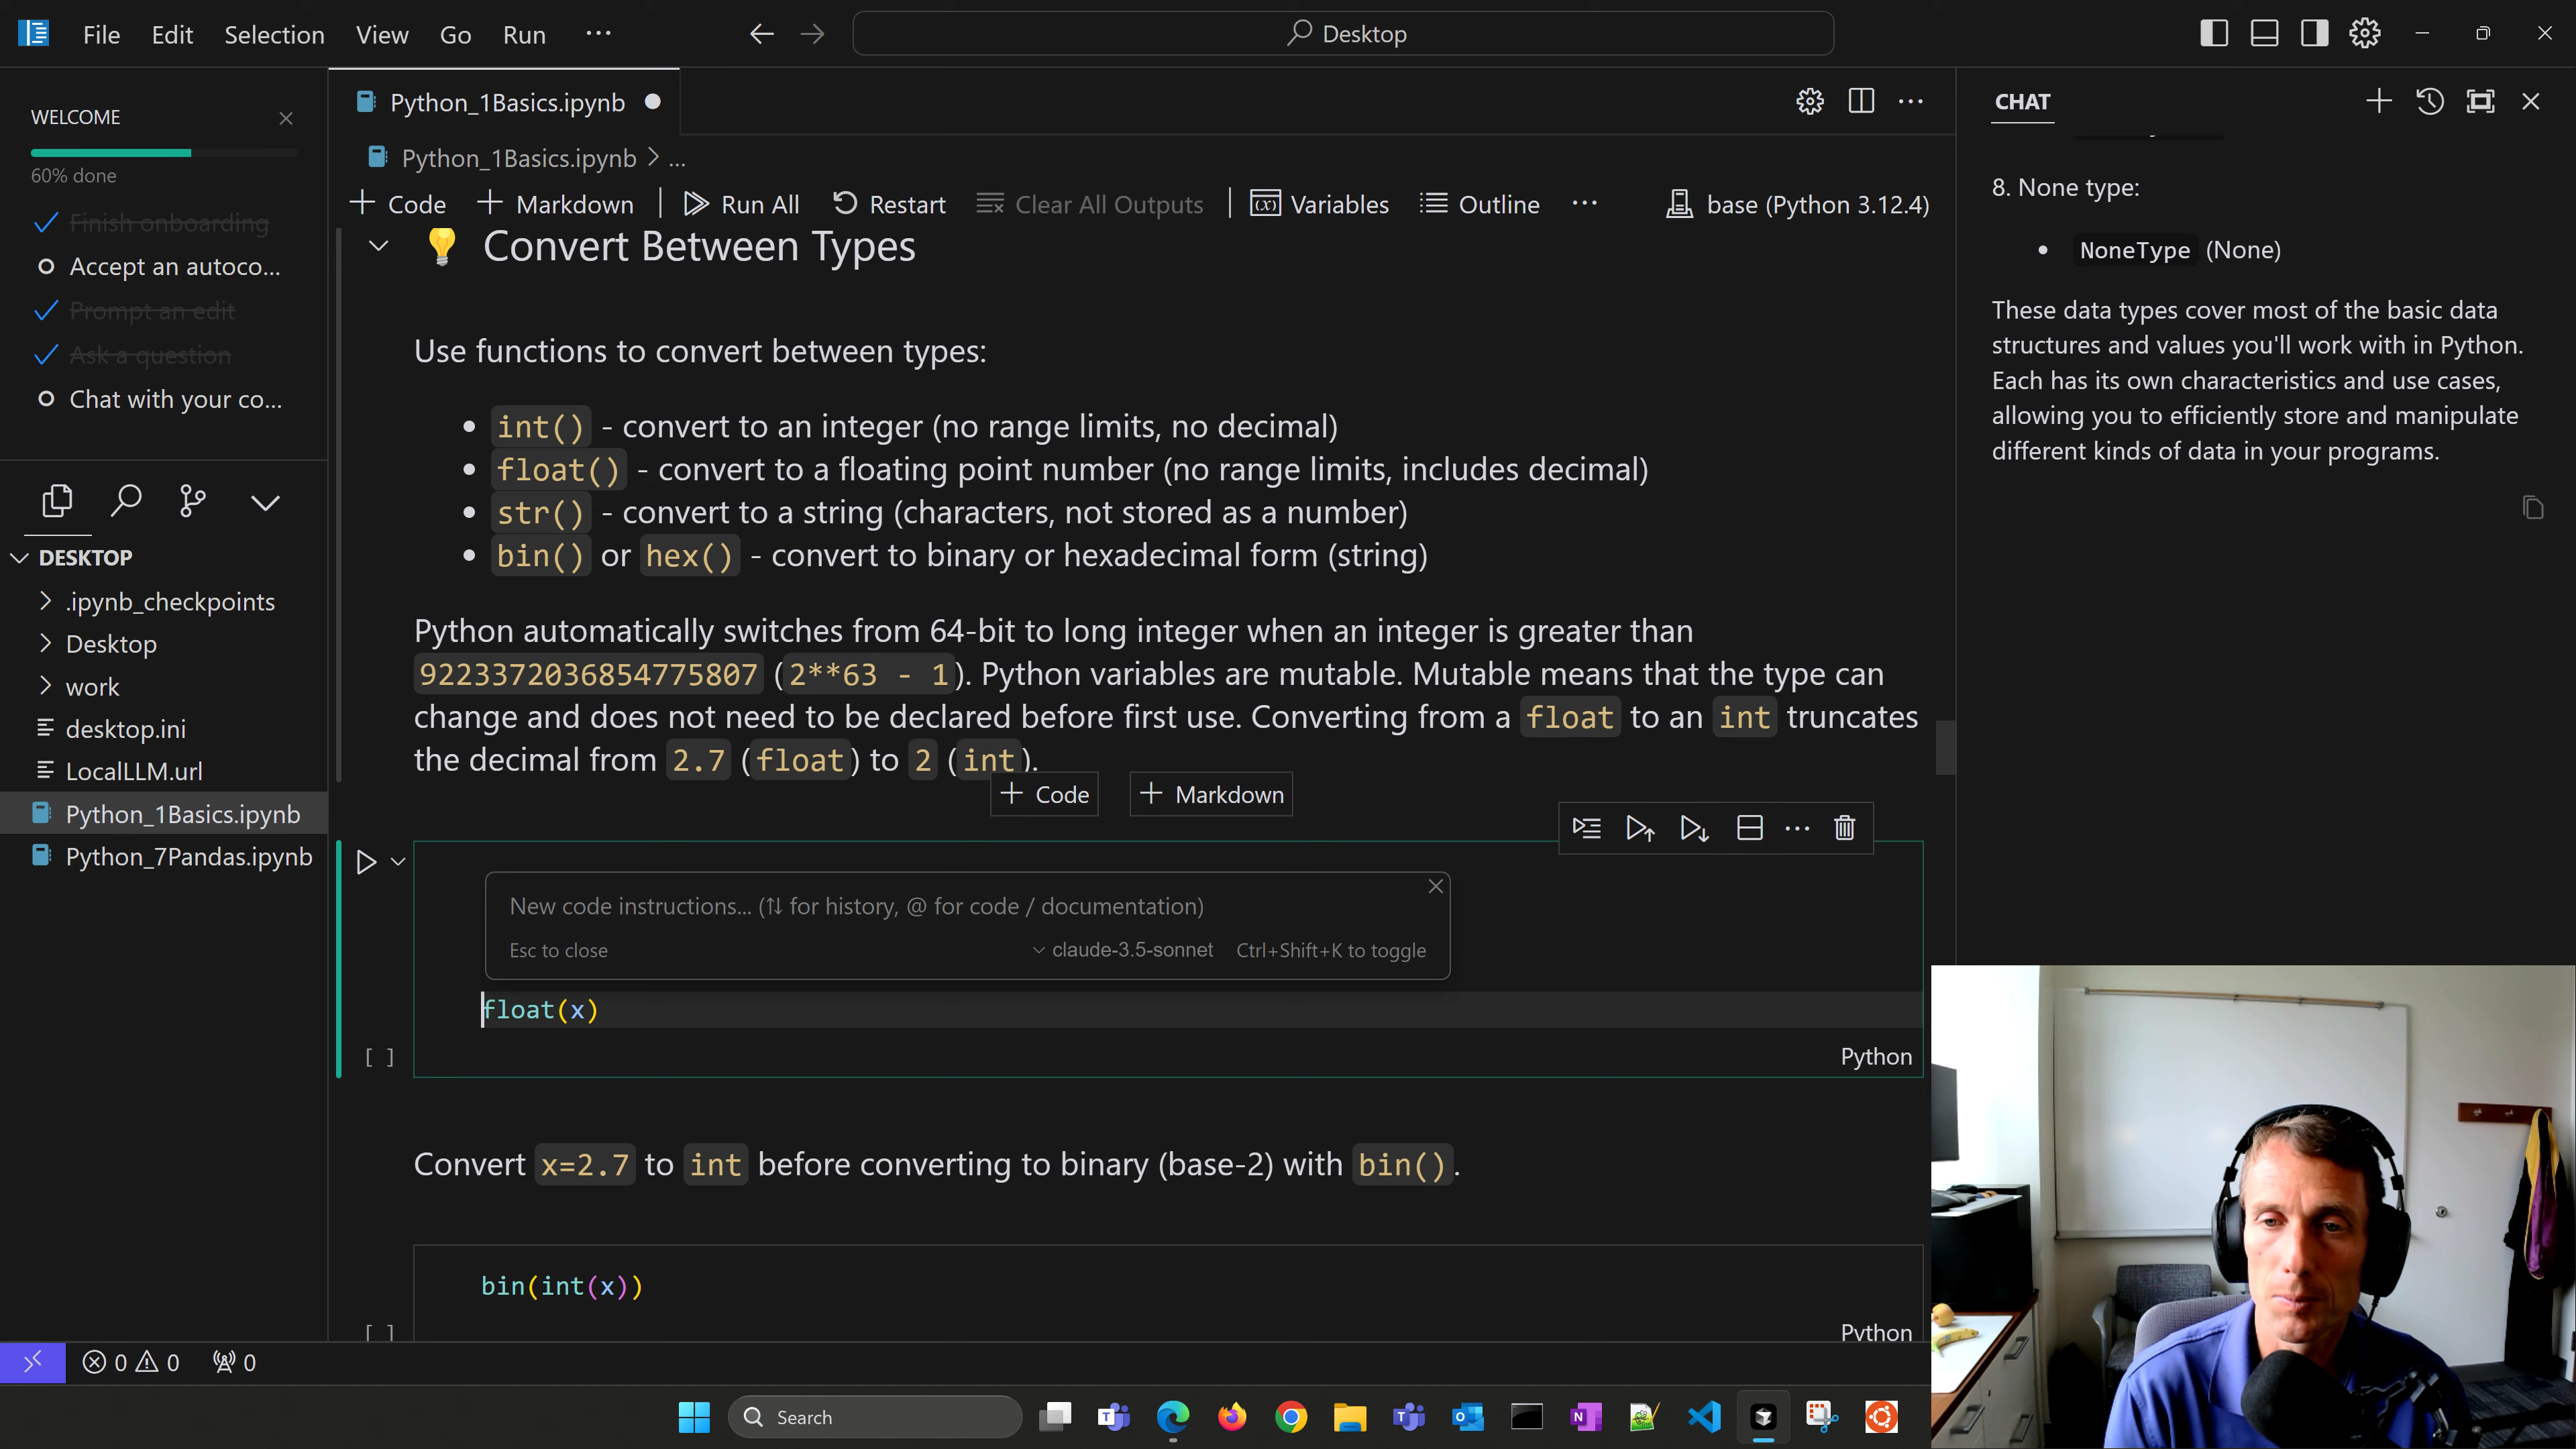 File Edit Selection View Go Run ···
Desktop
WELCOME
60% done
Finish onboarding
Accept an autoco...
Prompt an edit
Ask a question
Chat with your co...
DESKTOP
.ipynb_checkpoints
Desktop
work
desktop.ini
LocalLLM.url
Python_1Basics.ipynb
Python_7Pandas.ipynb
Python_1Basics.ipynb
Python_1Basics.ipynb > ...
+ Code + Markdown | Run All Restart Clear All Outputs | Variables Outline ··· base (Python 3.12.4)
💡 Convert Between Types
Use functions to convert between types:
• int() - convert to an integer (no range limits, no decimal)
• float() - convert to a floating point number (no range limits, includes decimal)
• str() - convert to a string (characters, not stored as a number)
• bin() or hex() - convert to binary or hexadecimal form (string)
Python automatically switches from 64-bit to long integer when an integer is greater than
9223372036854775807 (2**63 - 1). Python variables are mutable. Mutable means that the type can
change and does not need to be declared before first use. Converting from a float to an int truncates
the decimal from 2.7 (float) to 2 (int).
+ Code + Markdown
New code instructions... (⇅ for history, @ for code / documentation)
Esc to close claude-3.5-sonnet Ctrl+Shift+K to toggle
float(x)
[ ] Python
Convert x=2.7 to int before converting to binary (base-2) with bin().
bin(int(x))
[ ] Python
CHAT
8. None type:
• NoneType (None)
These data types cover most of the basic data
structures and values you'll work with in Python.
Each has its own characteristics and use cases,
allowing you to efficiently store and manipulate
different kinds of data in your programs.
0 0 0
Search